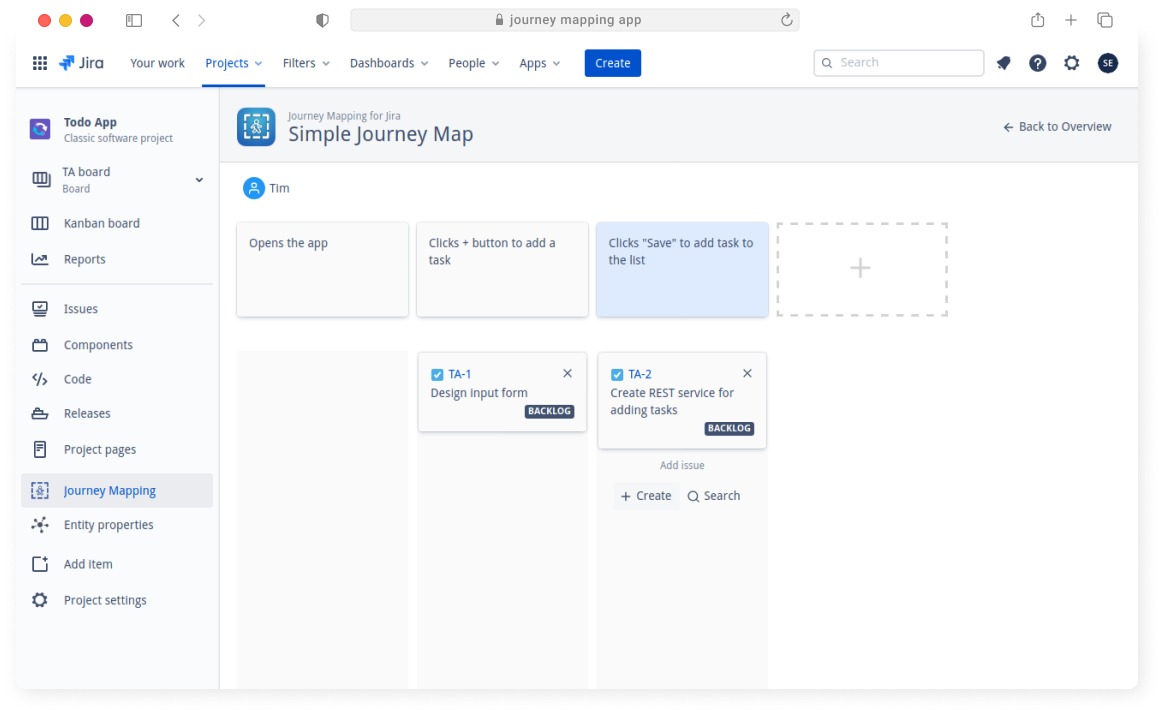 journey mapping app
Jira
Your work
Projects
Filters
Dashboards
People
Apps
Create
Search
SE
Todo App
Classic software project
TA board
Board
Kanban board
Reports
Issues
Components
Code
Releases
Project pages
Journey Mapping
Entity properties
Add item
Project settings
Journey Mapping for Jira
Simple Journey Map
Back to Overview
Tim
Opens the app
Clicks + button to add a
task
Clicks "Save" to add task to
the list
TA-1
Design input form
BACKLOG
TA-2
Create REST service for
adding tasks
BACKLOG
Add issue
Create
Search